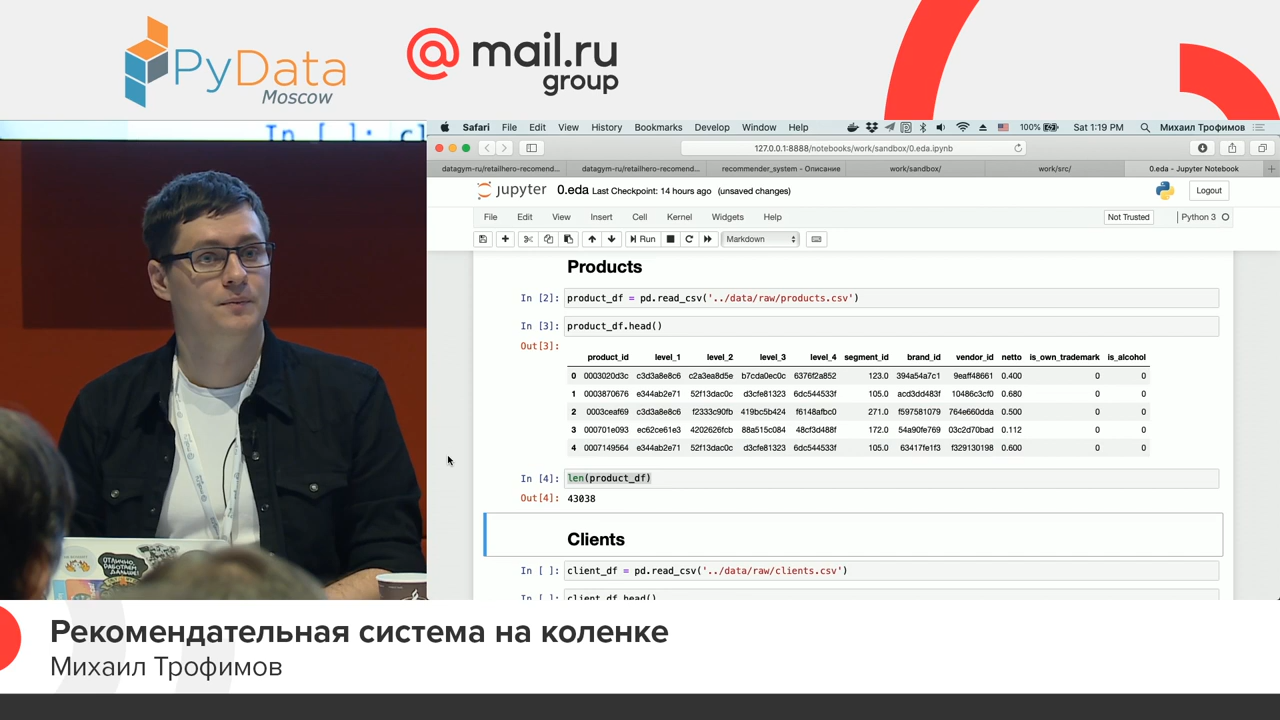 PyData
Moscow
@mail.ru
group
In [ ]: cl
Safari File Edit View History Bookmarks Develop Window Help 100% Sat 1:19 PM Михаил Трофимов
127.0.0.1:8888/notebooks/work/sandbox/0.eda.ipynb
datagym-ru/retailhero-recomend... datagym-ru/retailhero-recomend... recommender_system - Описание work/sandbox/ work/src/ 0.eda - Jupyter Notebook
jupyter 0.eda Last Checkpoint: 14 hours ago (unsaved changes) Logout
File Edit View Insert Cell Kernel Widgets Help Not Trusted Python 3
Run Markdown
Products
In [2]: product_df = pd.read_csv('../data/raw/products.csv')
In [3]: product_df.head()
Out[3]:
product_id level_1 level_2 level_3 level_4 segment_id brand_id vendor_id netto is_own_trademark is_alcohol
0 0003020d3c c3d3a8e8c6 c2a3ea8d5e b7cda0ec0c 6376f2a852 123.0 394a54a7c1 9eaff48661 0.400 0 0
1 0003870676 e344ab2e71 52f13dac0c d3cfe81323 6dc544533f 105.0 acd3dd483f 10486c3cf0 0.680 0 0
2 0003ceaf69 c3d3a8e8c6 f2333c90fb 419bc5b424 f6148afbc0 271.0 f597581079 764e660dda 0.500 0 0
3 000701e093 ec62ce61e3 4202626fcb 88a515c084 48cf3d488f 172.0 54a90fe769 03c2d70bad 0.112 0 0
4 0007149564 e344ab2e71 52f13dac0c d3cfe81323 6dc544533f 105.0 63417fe1f3 f329130198 0.600 0 0
In [4]: len(product_df)
Out[4]: 43038
Clients
In [ ]: client_df = pd.read_csv('../data/raw/clients.csv')
In [ ]: client_df.head()
ОТЛИЧНО,
РАБОТАЕМ
ДАЛЬШЕ!
Рекомендательная система на коленке
Михаил Трофимов